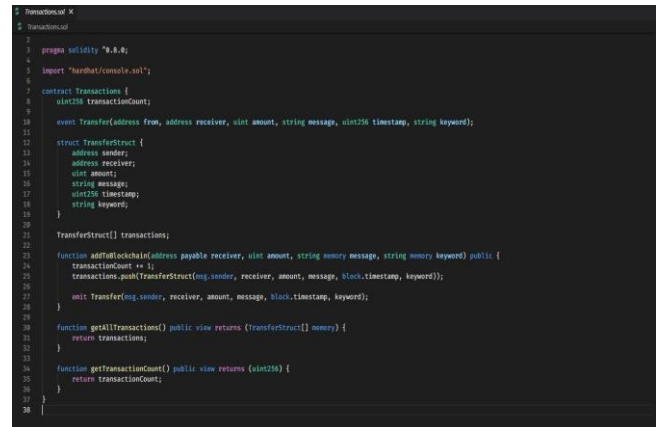 Transactions.sol ×
Transactions.sol
2
3 pragma solidity ^0.8.0;
4
5 import "hardhat/console.sol";
6
7 contract Transactions {
8 uint256 transactionCount;
9
10 event Transfer(address from, address receiver, uint amount, string message, uint256 timestamp, string keyword);
11
12 struct TransferStruct {
13 address sender;
14 address receiver;
15 uint amount;
16 string message;
17 uint256 timestamp;
18 string keyword;
19 }
20
21 TransferStruct[] transactions;
22
23 function addToBlockchain(address payable receiver, uint amount, string memory message, string memory keyword) public {
24 transactionCount += 1;
25 transactions.push(TransferStruct(msg.sender, receiver, amount, message, block.timestamp, keyword));
26
27 emit Transfer(msg.sender, receiver, amount, message, block.timestamp, keyword);
28 }
29
30 function getAllTransactions() public view returns (TransferStruct[] memory) {
31 return transactions;
32 }
33
34 function getTransactionCount() public view returns (uint256) {
35 return transactionCount;
36 }
37 }
38